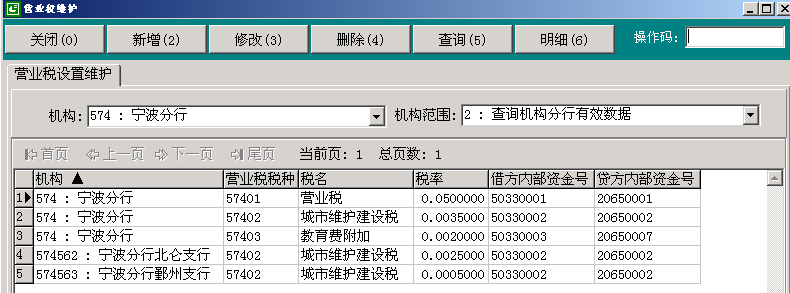 营业税维护
关闭(0) 新增(2) 修改(3) 删除(4) 查询(5) 明细(6) 操作码:
营业税设置维护
机构: 574 : 宁波分行 机构范围: 2 : 查询机构分行有效数据
首页 上一页 下一页 尾页 当前页: 1 总页数: 1
机构 ▲ 营业税税种 税名 税率 借方内部资金号 贷方内部资金号
1 574 : 宁波分行 57401 营业税 0.0500000 50330001 20650001
2 574 : 宁波分行 57402 城市维护建设税 0.0035000 50330002 20650002
3 574 : 宁波分行 57403 教育费附加 0.0020000 50330003 20650007
4 574562 : 宁波分行北仑支行 57402 城市维护建设税 0.0025000 50330002 20650002
5 574563 : 宁波分行鄞州支行 57402 城市维护建设税 0.0005000 50330002 20650002